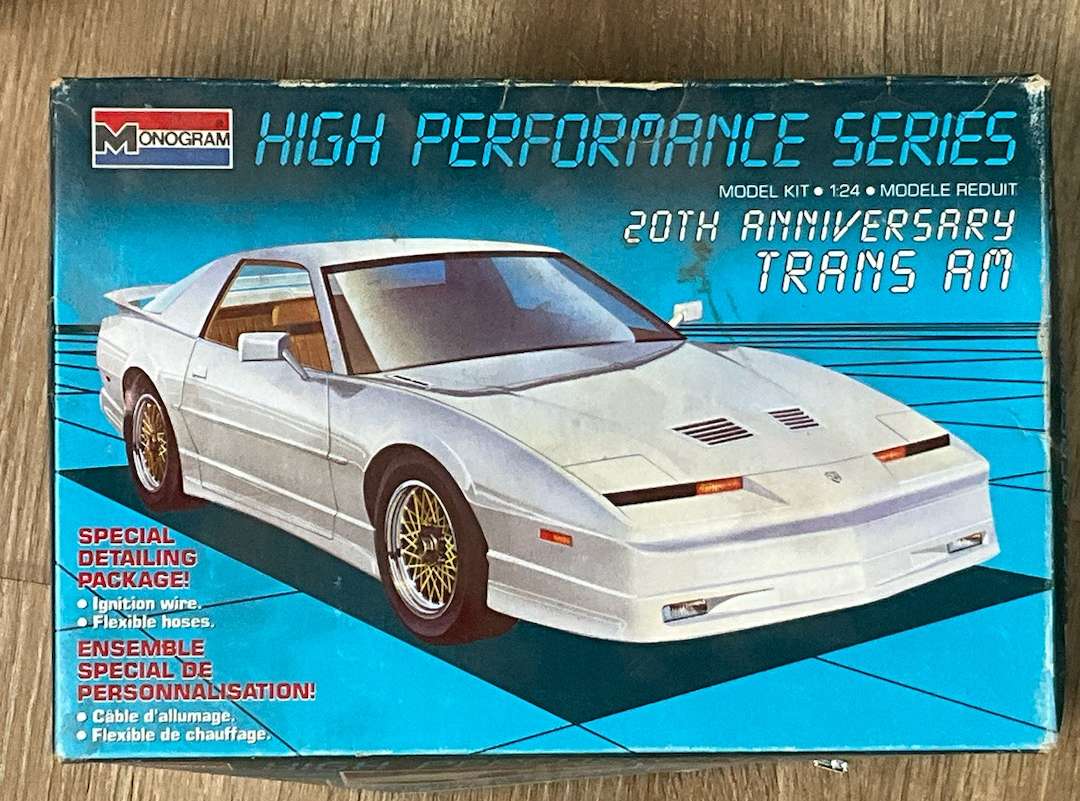 MONOGRAM
HIGH PERFORMANCE SERIES
MODEL KIT • 1:24 • MODELE REDUIT
20TH ANNIVERSARY
TRANS AM
SPECIAL
DETAILING
PACKAGE!
• Ignition wire.
• Flexible hoses.
ENSEMBLE
SPECIAL DE
PERSONNALISATION!
• Câble d'allumage.
• Flexible de chauffage.